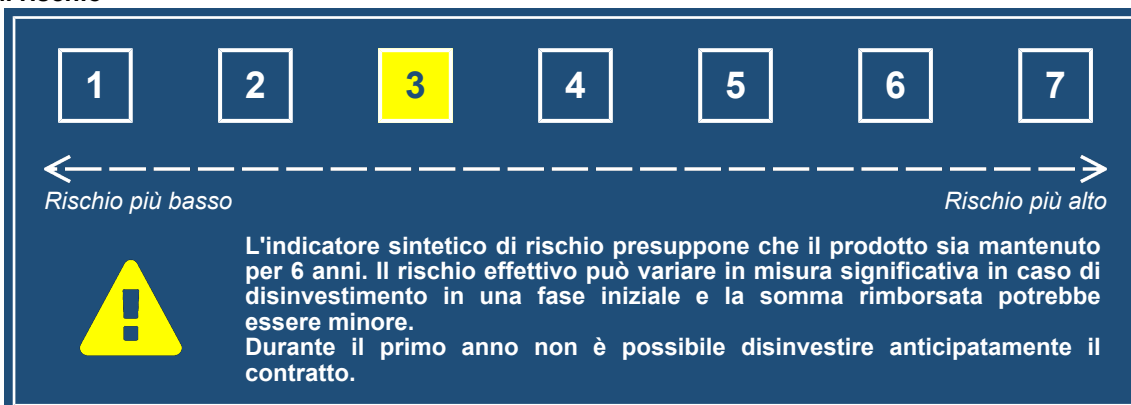 1 2 3 4 5 6 7
Rischio più basso Rischio più alto
L'indicatore sintetico di rischio presuppone che il prodotto sia mantenuto
per 6 anni. Il rischio effettivo può variare in misura significativa in caso di
disinvestimento in una fase iniziale e la somma rimborsata potrebbe
essere minore.
Durante il primo anno non è possibile disinvestire anticipatamente il
contratto.